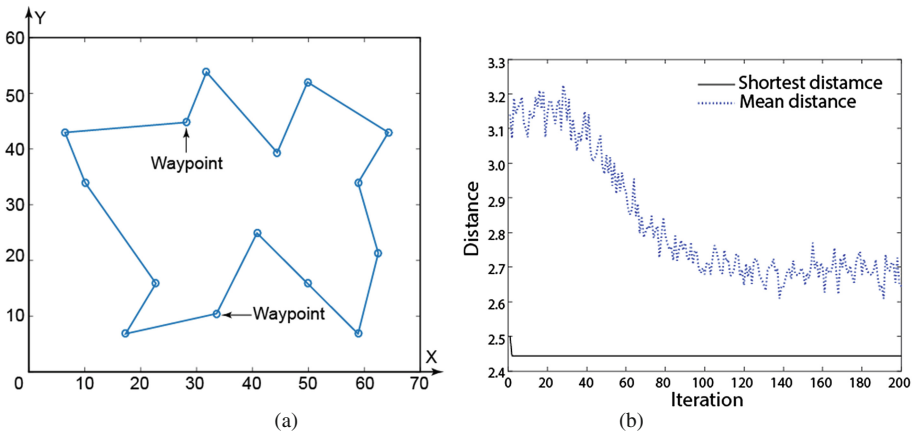 Y
60
50
40
30
20
10
0
10 20 30 40 50 60 70
X
Waypoint
Waypoint
(a)
3.3
3.2
3.1
3.0
2.9
2.8
2.7
2.6
2.5
2.4
Distance
Shortest distamce
Mean distance
0 20 40 60 80 100 120 140 160 180 200
Iteration
(b)